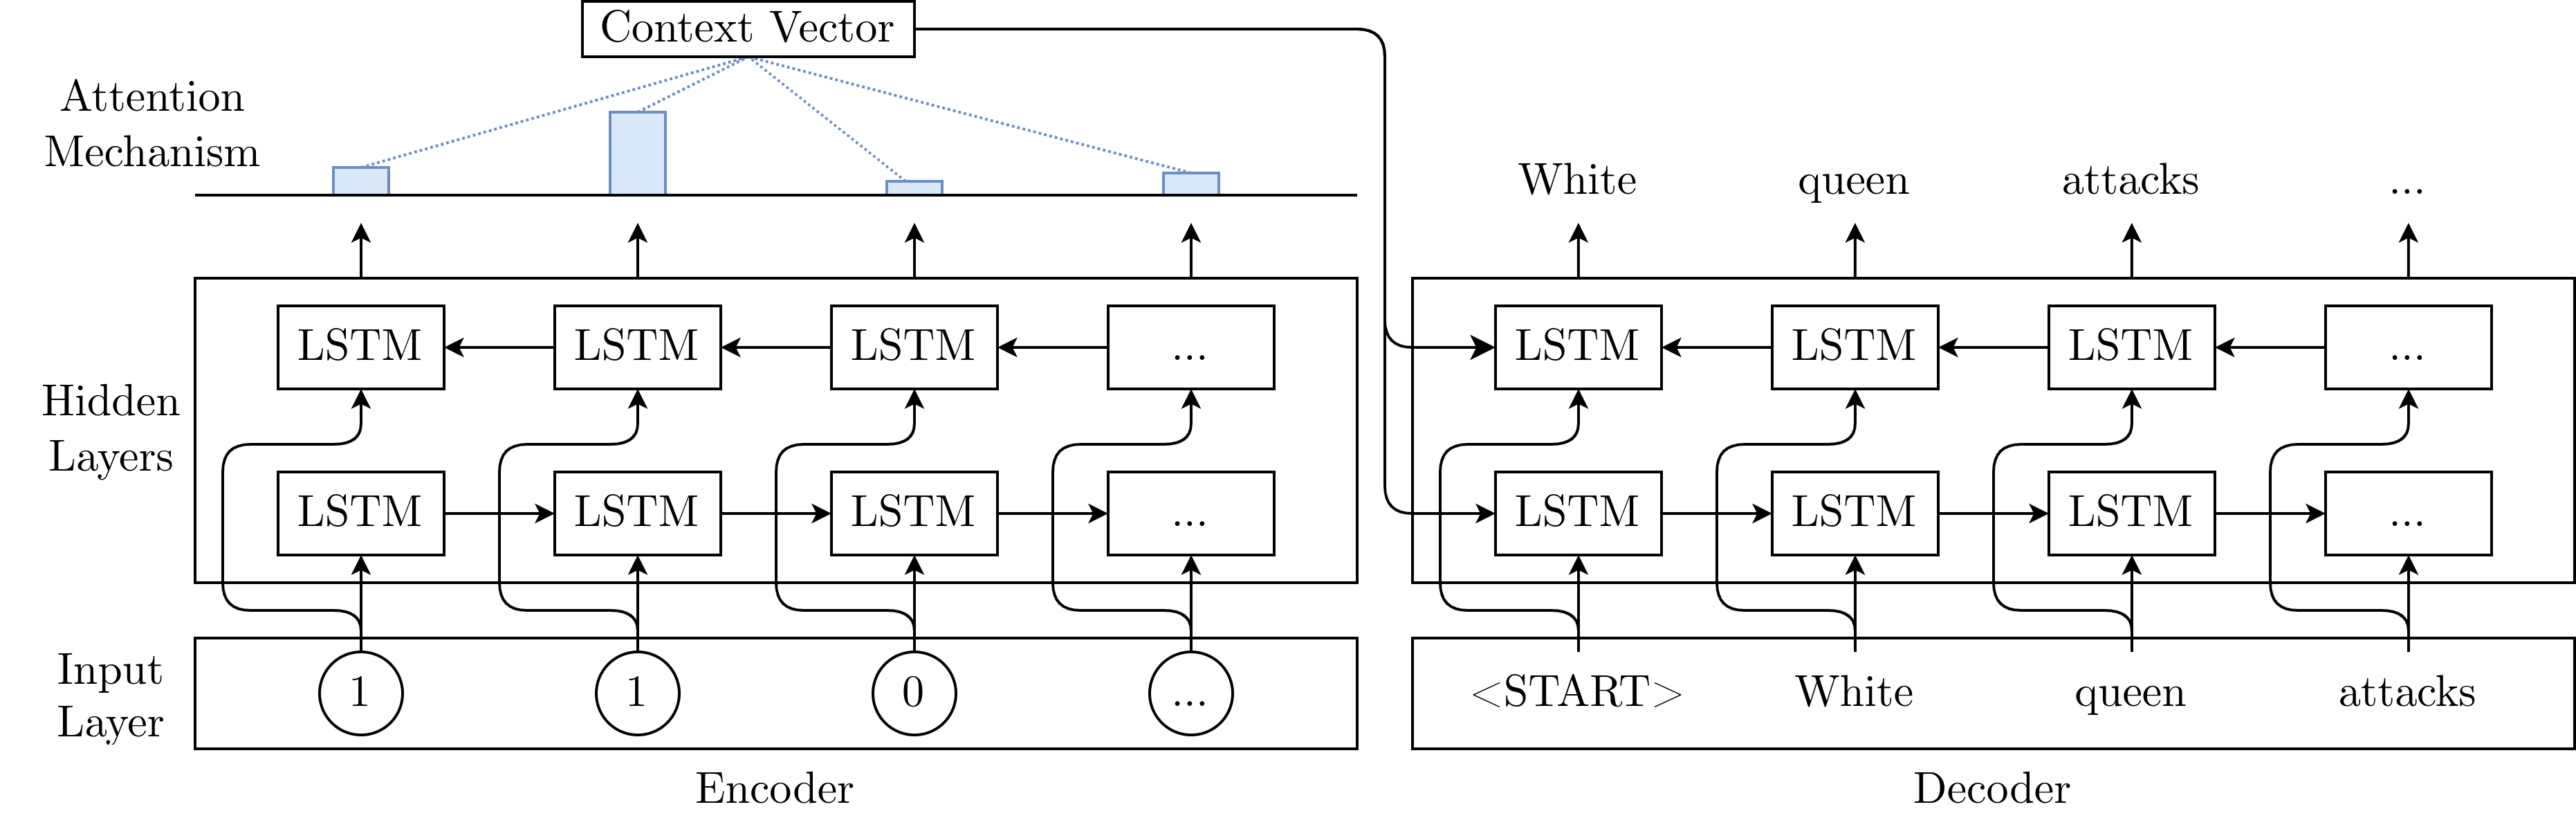 Context Vector
Attention
Mechanism
White queen attacks ...
LSTM LSTM LSTM ... LSTM LSTM LSTM ...
Hidden
Layers
LSTM LSTM LSTM ... LSTM LSTM LSTM ...
Input
Layer
1 1 0 ... <START> White queen attacks
Encoder Decoder